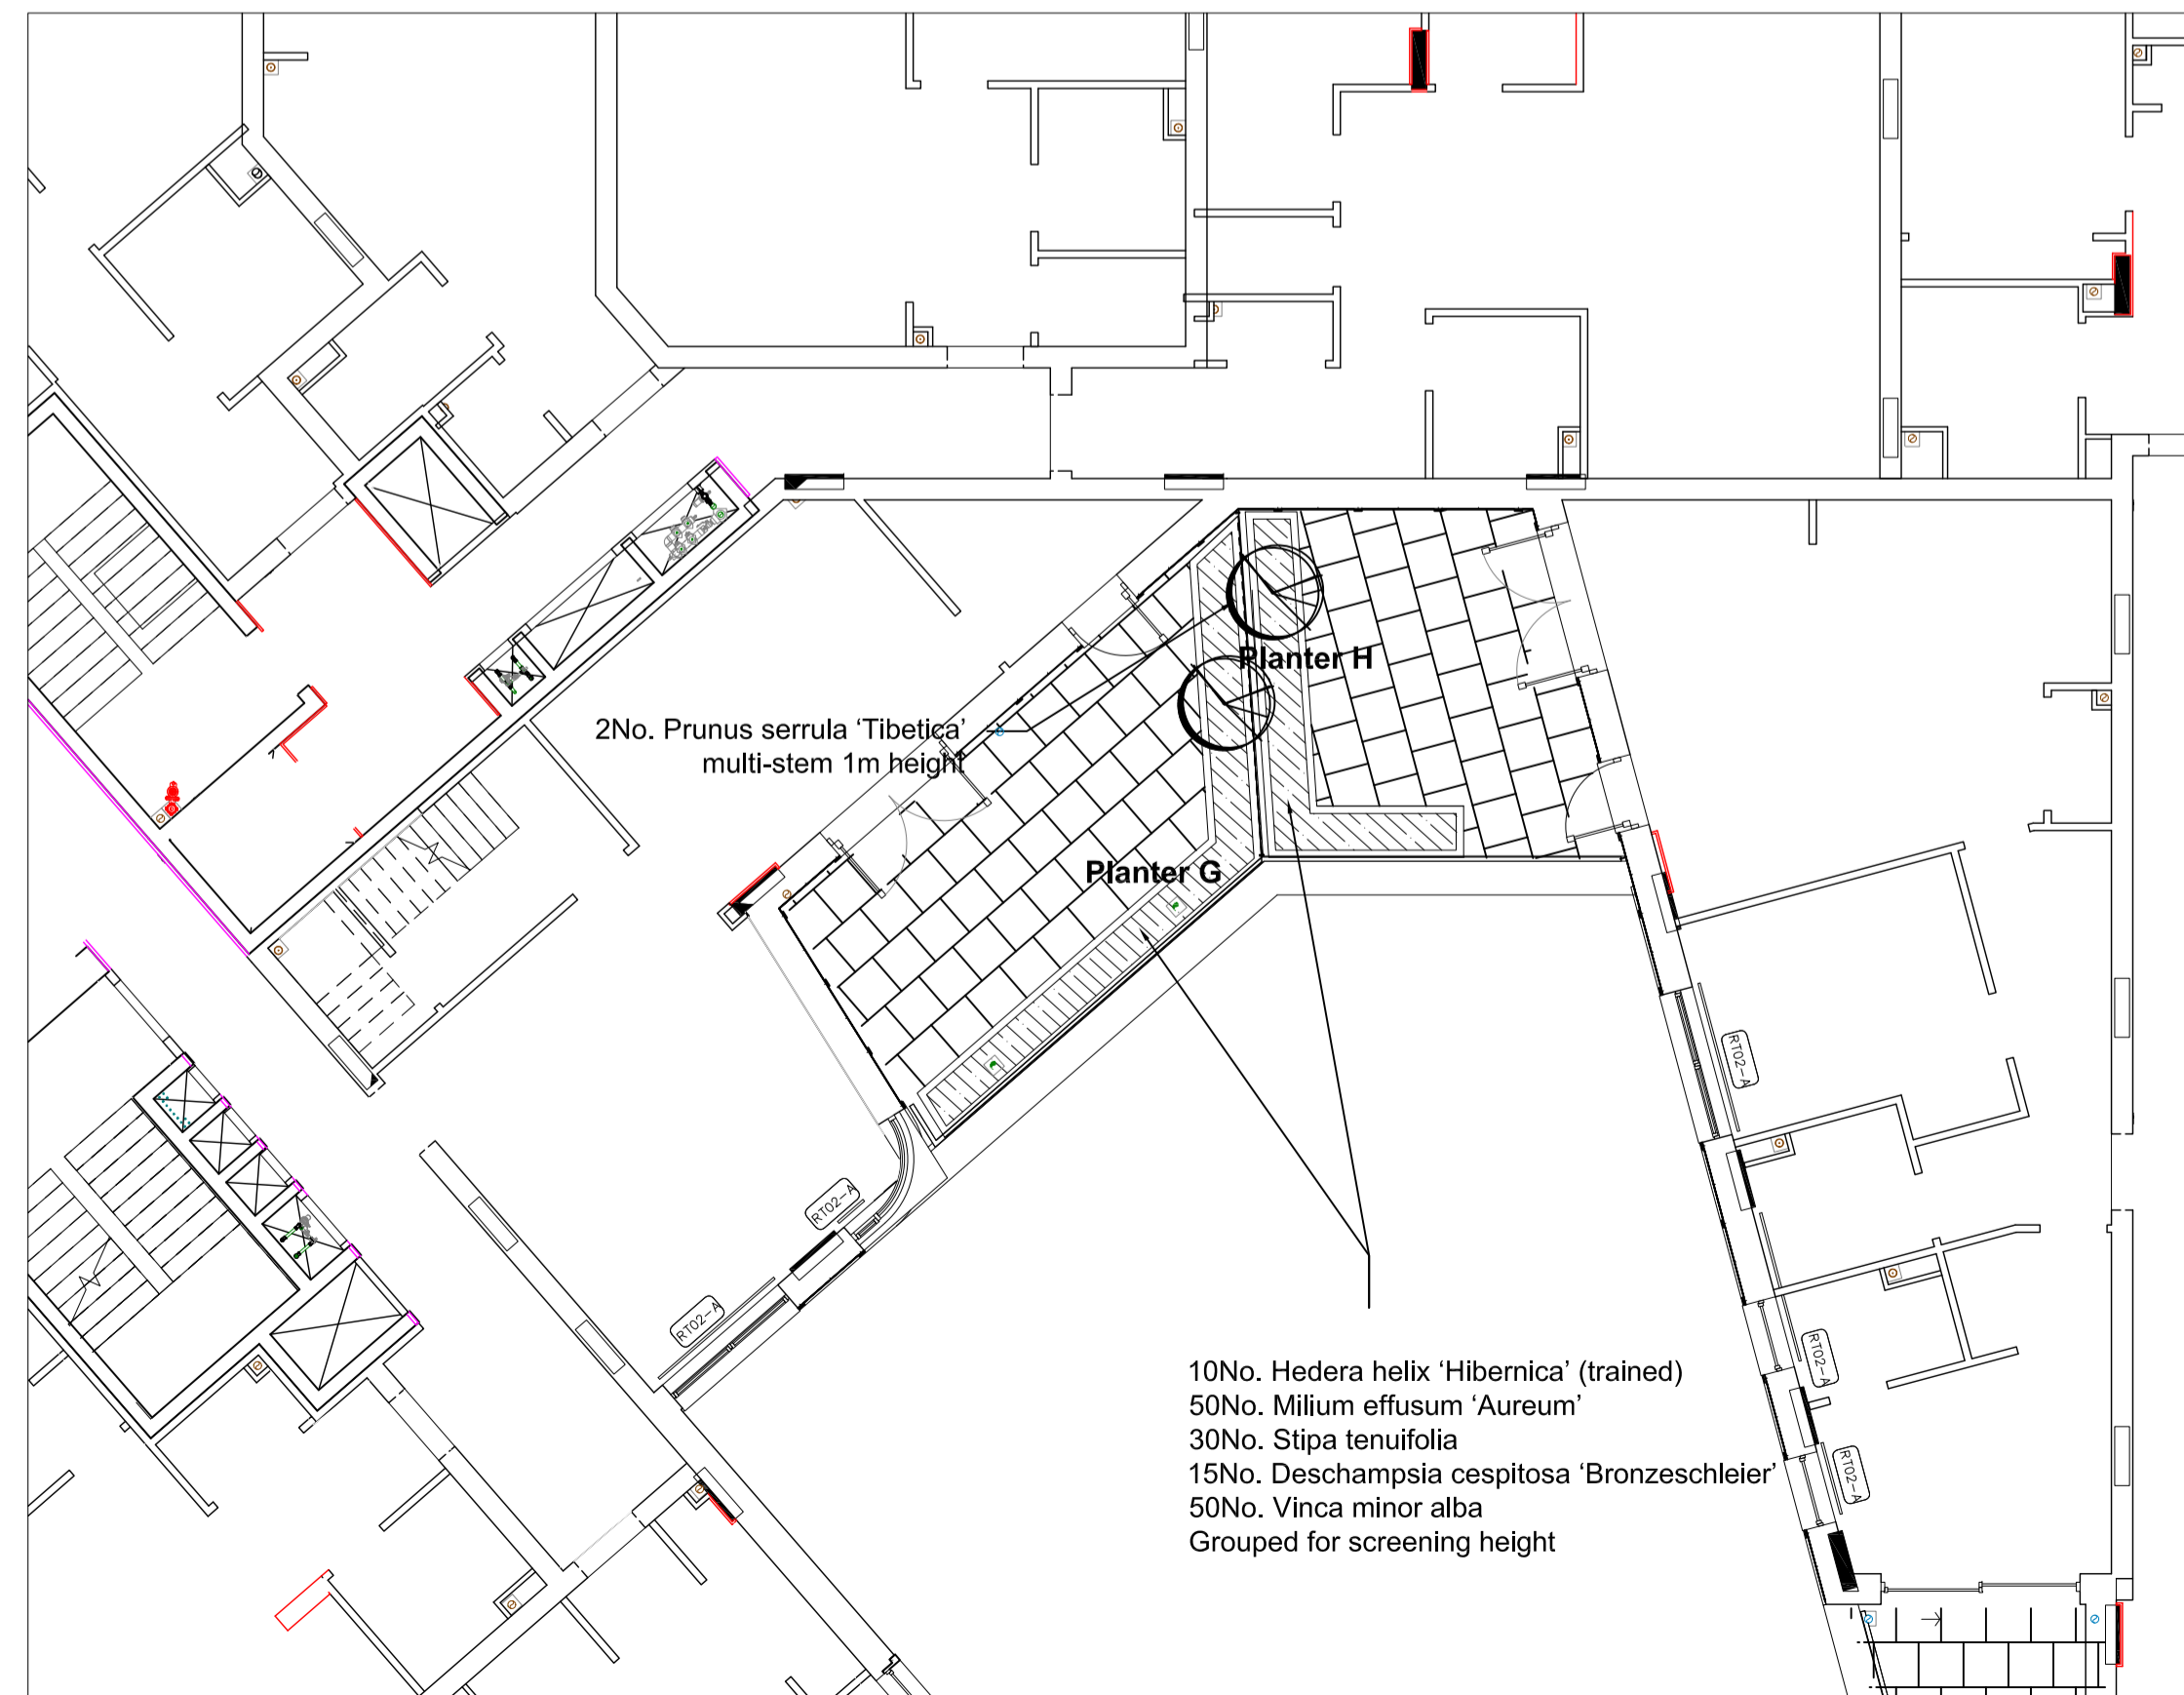 Planter H
2No. Prunus serrula ‘Tibetica’
multi-stem 1m height
Planter G
RT02-A
RT02-A
RT02-A
RT02-A
RT02-A
10No. Hedera helix ‘Hibernica’ (trained)
50No. Milium effusum ‘Aureum’
30No. Stipa tenuifolia
15No. Deschampsia cespitosa ‘Bronzeschleier’
50No. Vinca minor alba
Grouped for screening height